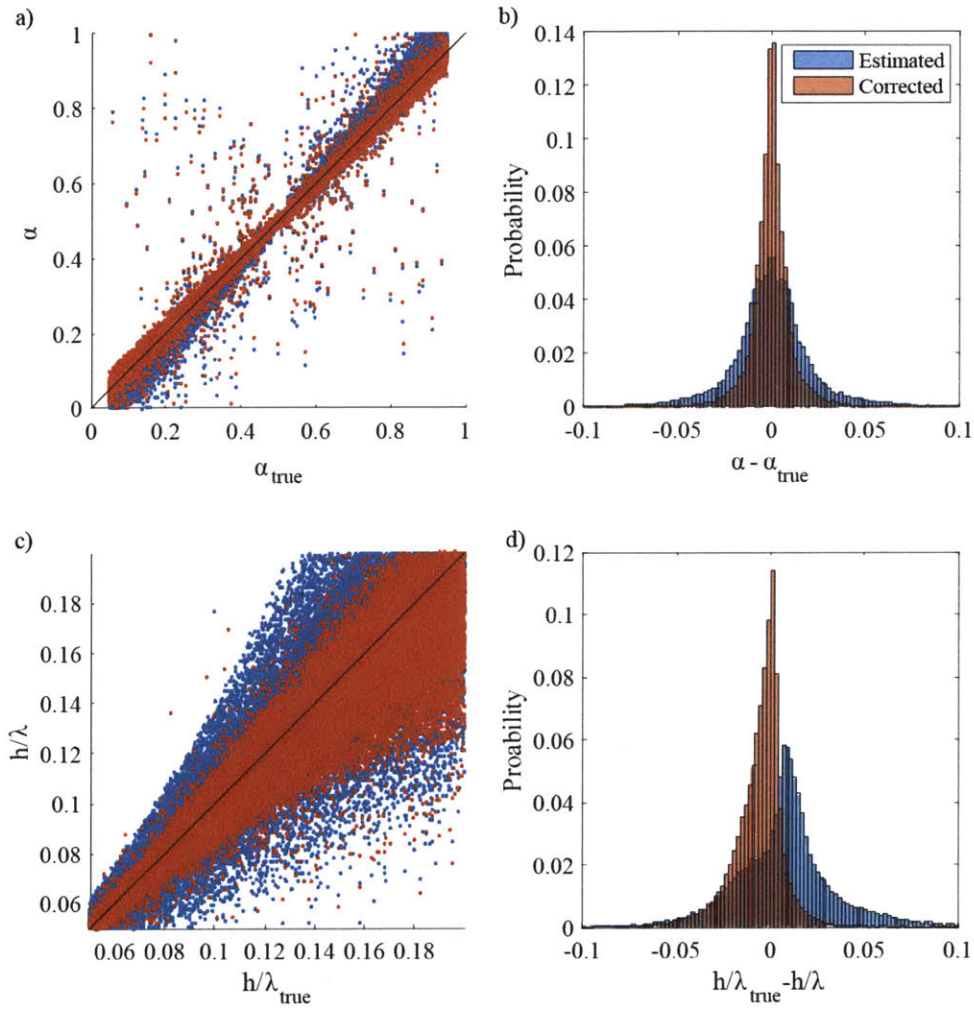 a)
1
0.8
0.6
0.4
0.2
0
0 0.2 0.4 0.6 0.8 1
α
α true
b)
0.14
0.12
0.1
0.08
0.06
0.04
0.02
0
-0.1 -0.05 0 0.05 0.1
Probability
α - α true
Estimated
Corrected
c)
0.18
0.16
0.14
0.12
0.1
0.08
0.06
0.06 0.08 0.1 0.12 0.14 0.16 0.18
h/λ
h/λ true
d)
0.12
0.1
0.08
0.06
0.04
0.02
0
-0.1 -0.05 0 0.05 0.1
Proability
h/λ true -h/λ